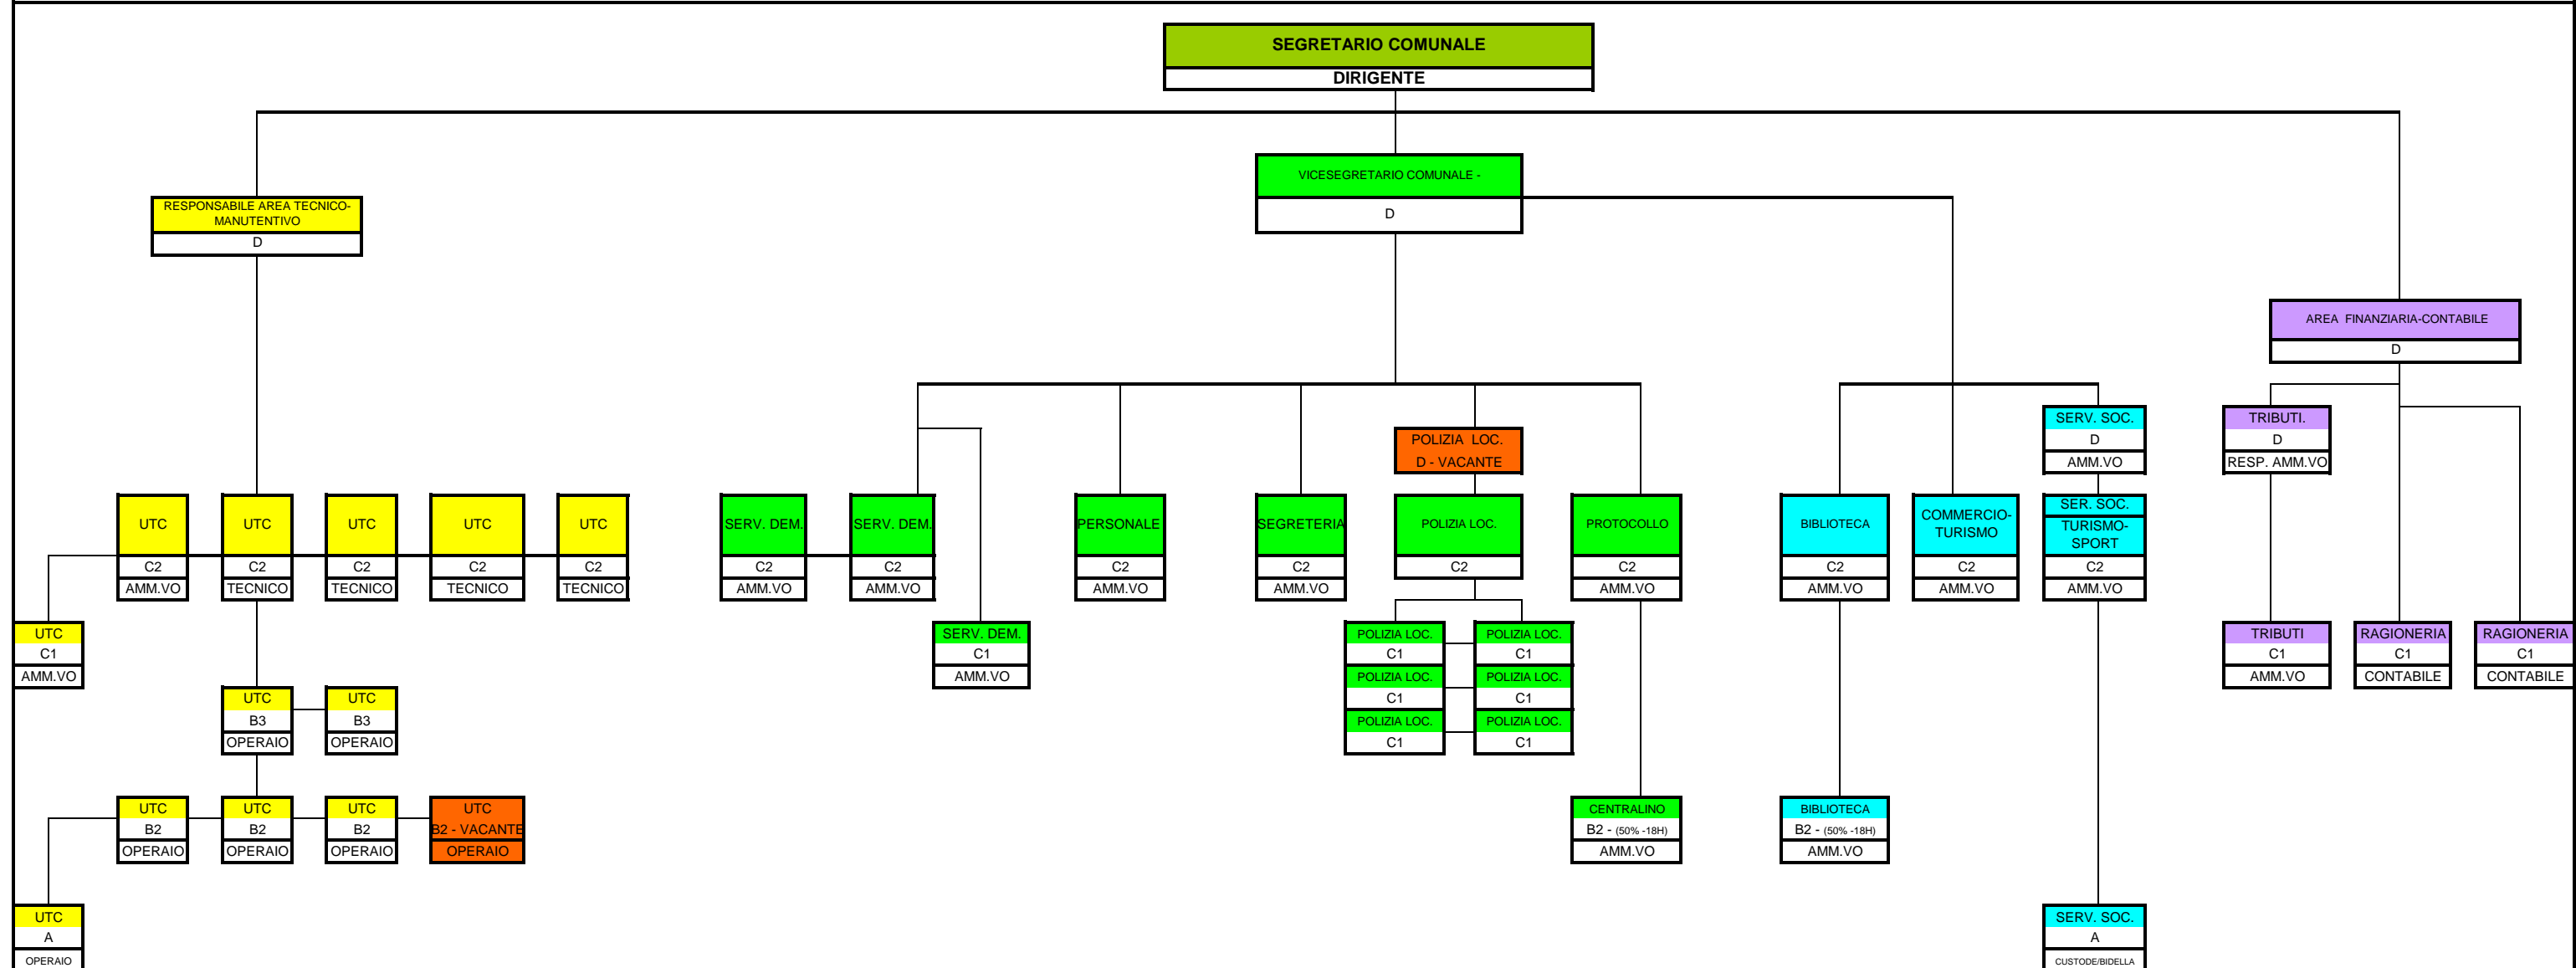 SEGRETARIO COMUNALE
DIRIGENTE
VICESEGRETARIO COMUNALE -
D
RESPONSABILE AREA TECNICO-
MANUTENTIVO
D
AREA FINANZIARIA-CONTABILE
D
SERV. SOC.
D
AMM.VO
TRIBUTI.
D
RESP. AMM.VO
POLIZIA LOC.
D - VACANTE
UTC
C2
AMM.VO
UTC
C2
TECNICO
UTC
C2
TECNICO
UTC
C2
TECNICO
UTC
C2
TECNICO
SERV. DEM.
C2
AMM.VO
SERV. DEM.
C2
AMM.VO
PERSONALE
C2
AMM.VO
SEGRETERIA
C2
AMM.VO
POLIZIA LOC.
C2
PROTOCOLLO
C2
AMM.VO
BIBLIOTECA
C2
AMM.VO
COMMERCIO-
TURISMO
C2
AMM.VO
SER. SOC.
TURISMO-
SPORT
C2
AMM.VO
UTC
C1
AMM.VO
SERV. DEM.
C1
AMM.VO
POLIZIA LOC.
C1
POLIZIA LOC.
C1
POLIZIA LOC.
C1
POLIZIA LOC.
C1
POLIZIA LOC.
C1
POLIZIA LOC.
C1
TRIBUTI
C1
AMM.VO
RAGIONERIA
C1
CONTABILE
RAGIONERIA
C1
CONTABILE
UTC
B3
OPERAIO
UTC
B3
OPERAIO
UTC
B2
OPERAIO
UTC
B2
OPERAIO
UTC
B2
OPERAIO
UTC
B2 - VACANTE
OPERAIO
CENTRALINO
B2 - (50% -18H)
AMM.VO
BIBLIOTECA
B2 - (50% -18H)
AMM.VO
UTC
A
OPERAIO
SERV. SOC.
A
CUSTODE/BIDELLA